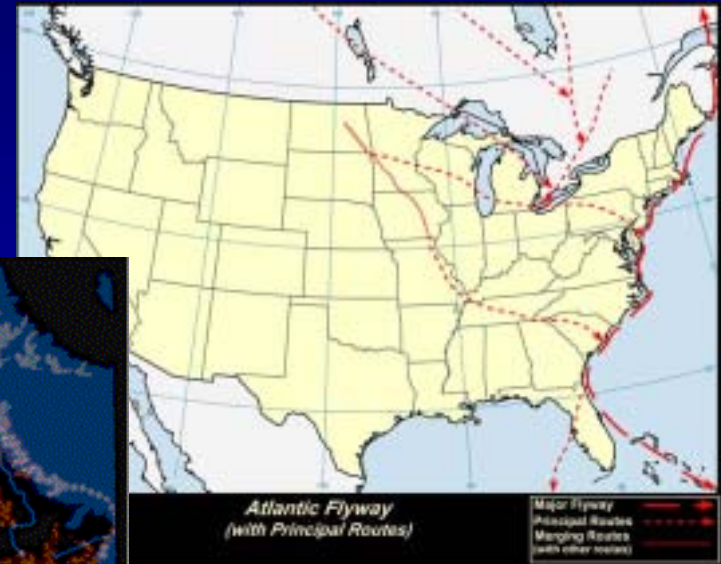 Atlantic Flyway
(with Principal Routes)
Major Flyway
Principal Routes
Merging Routes
(with other routes)